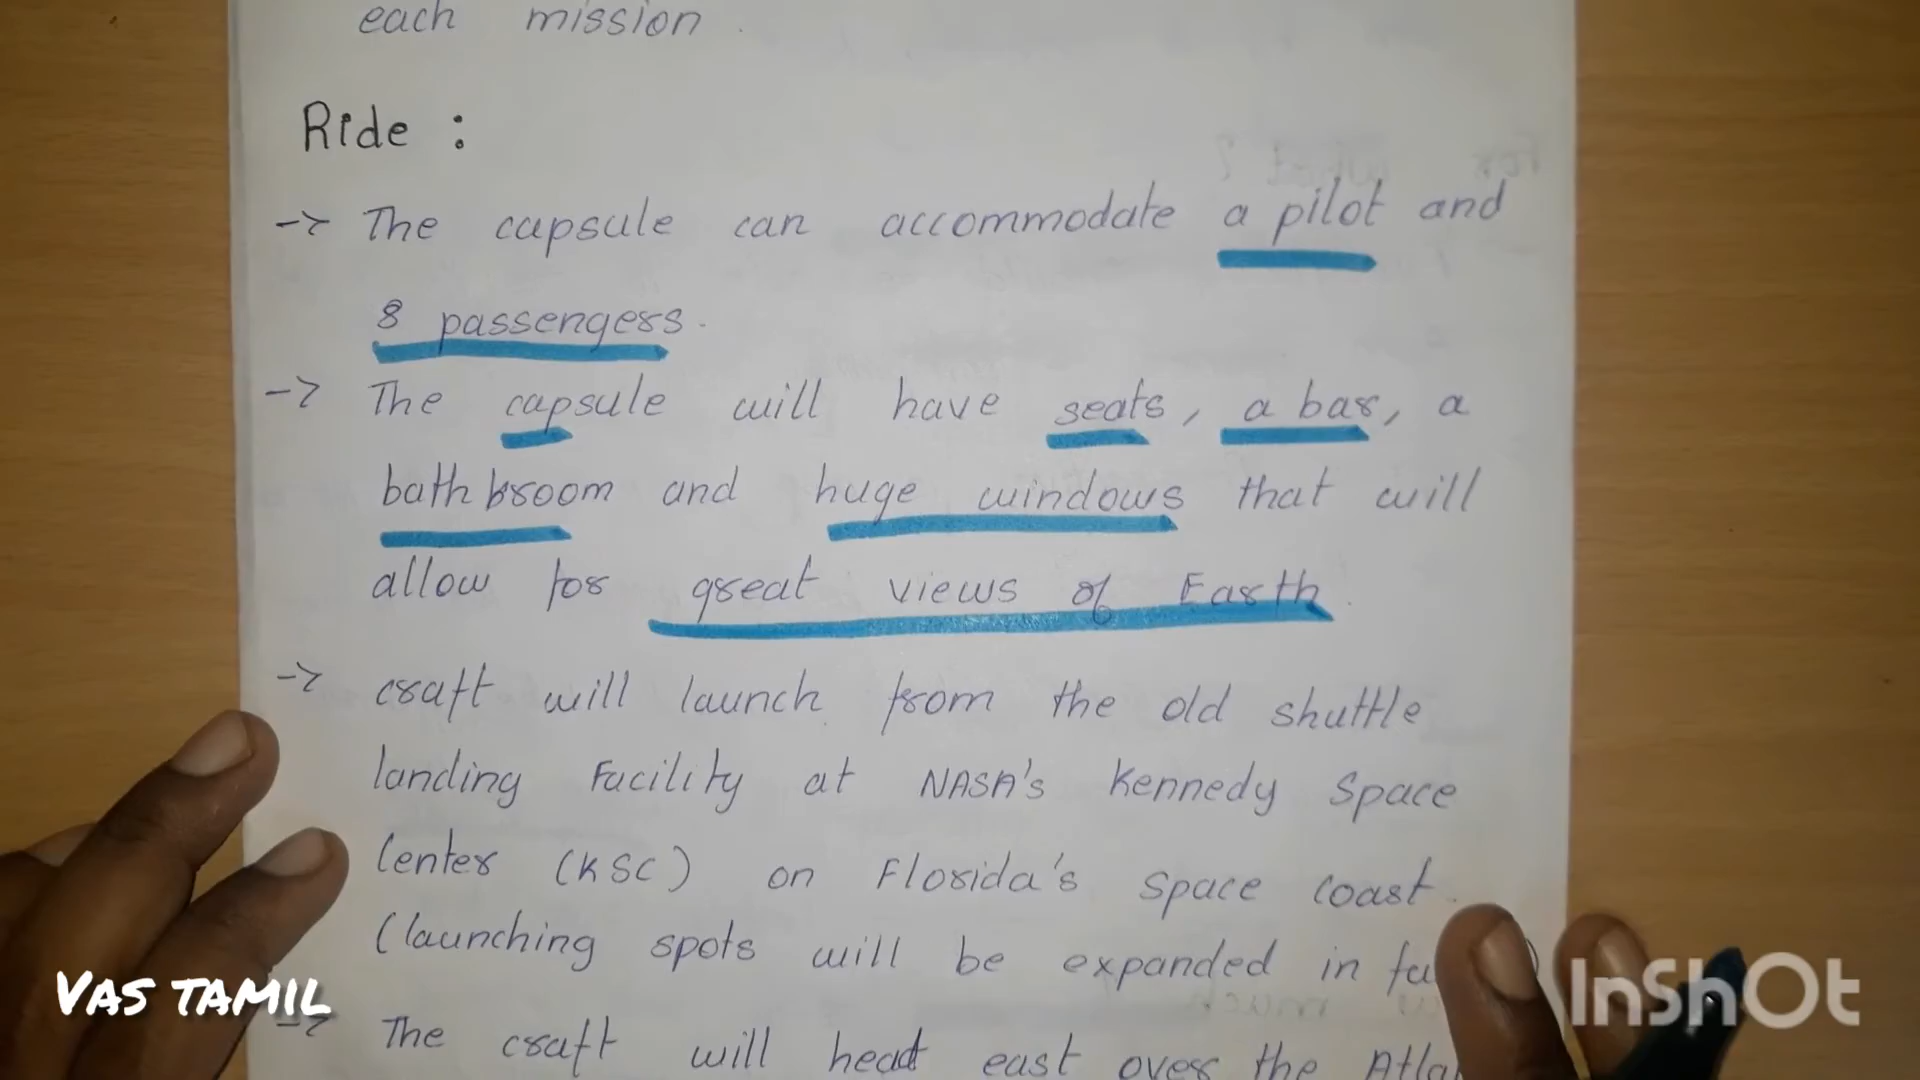 each mission.
Ride :
-> The capsule can accommodate a pilot and
8 passengers.
-> The capsule will have seats, a bar, a
bathbroom and huge windows that will
allow for great views of Earth.
-> craft will launch from the old shuttle
landing Facility at NASA's Kennedy Space
Center (KSC) on Florida's Space Coast.
(launching spots will be expanded in
-> The craft will head east over the
VAS TAMIL
InShOt